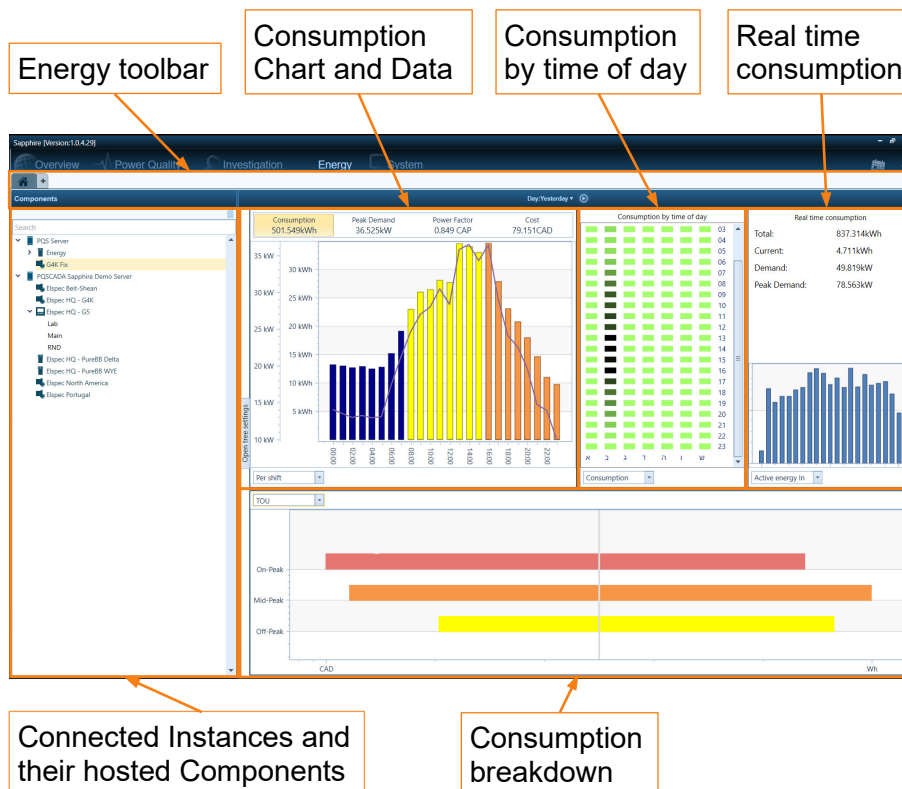 Energy toolbar
Consumption
Chart and Data
Consumption
by time of day
Real time
consumption
Sapphire [Version:1.0.4.29]
Overview Power Quality Investigation Energy System
+
Components
Day:Yesterday
Search
PQS Server
Energy
G4K Fix
PQSCADA Sapphire Demo Server
Elspec Beit-Shean
Elspec HQ - G4K
Elspec HQ - G5
Lab
Main
RND
Elspec HQ - PureBB Delta
Elspec HQ - PureBB WYE
Elspec North America
Elspec Portugal
Open tree settings
Consumption Peak Demand Power Factor Cost
501.549kWh 36.525kW 0.849 CAP 79.151CAD
35 kW
30 kW
25 kW
20 kW
15 kW
10 kW
30 kWh
25 kWh
20 kWh
15 kWh
10 kWh
5 kWh
00:00 02:00 04:00 06:00 08:00 10:00 12:00 14:00 16:00 18:00 20:00 22:00
Per shift
Consumption by time of day
03
04
05
06
07
08
09
10
11
12
13
14
15
16
17
18
19
20
21
22
23
א ב ג ד ה ו ש
Consumption
Real time consumption
Total: 837.314kWh
Current: 4.711kWh
Demand: 49.819kW
Peak Demand: 78.563kW
Active energy In
TOU
On-Peak
Mid-Peak
Off-Peak
CAD Wh
Connected Instances and
their hosted Components
Consumption
breakdown